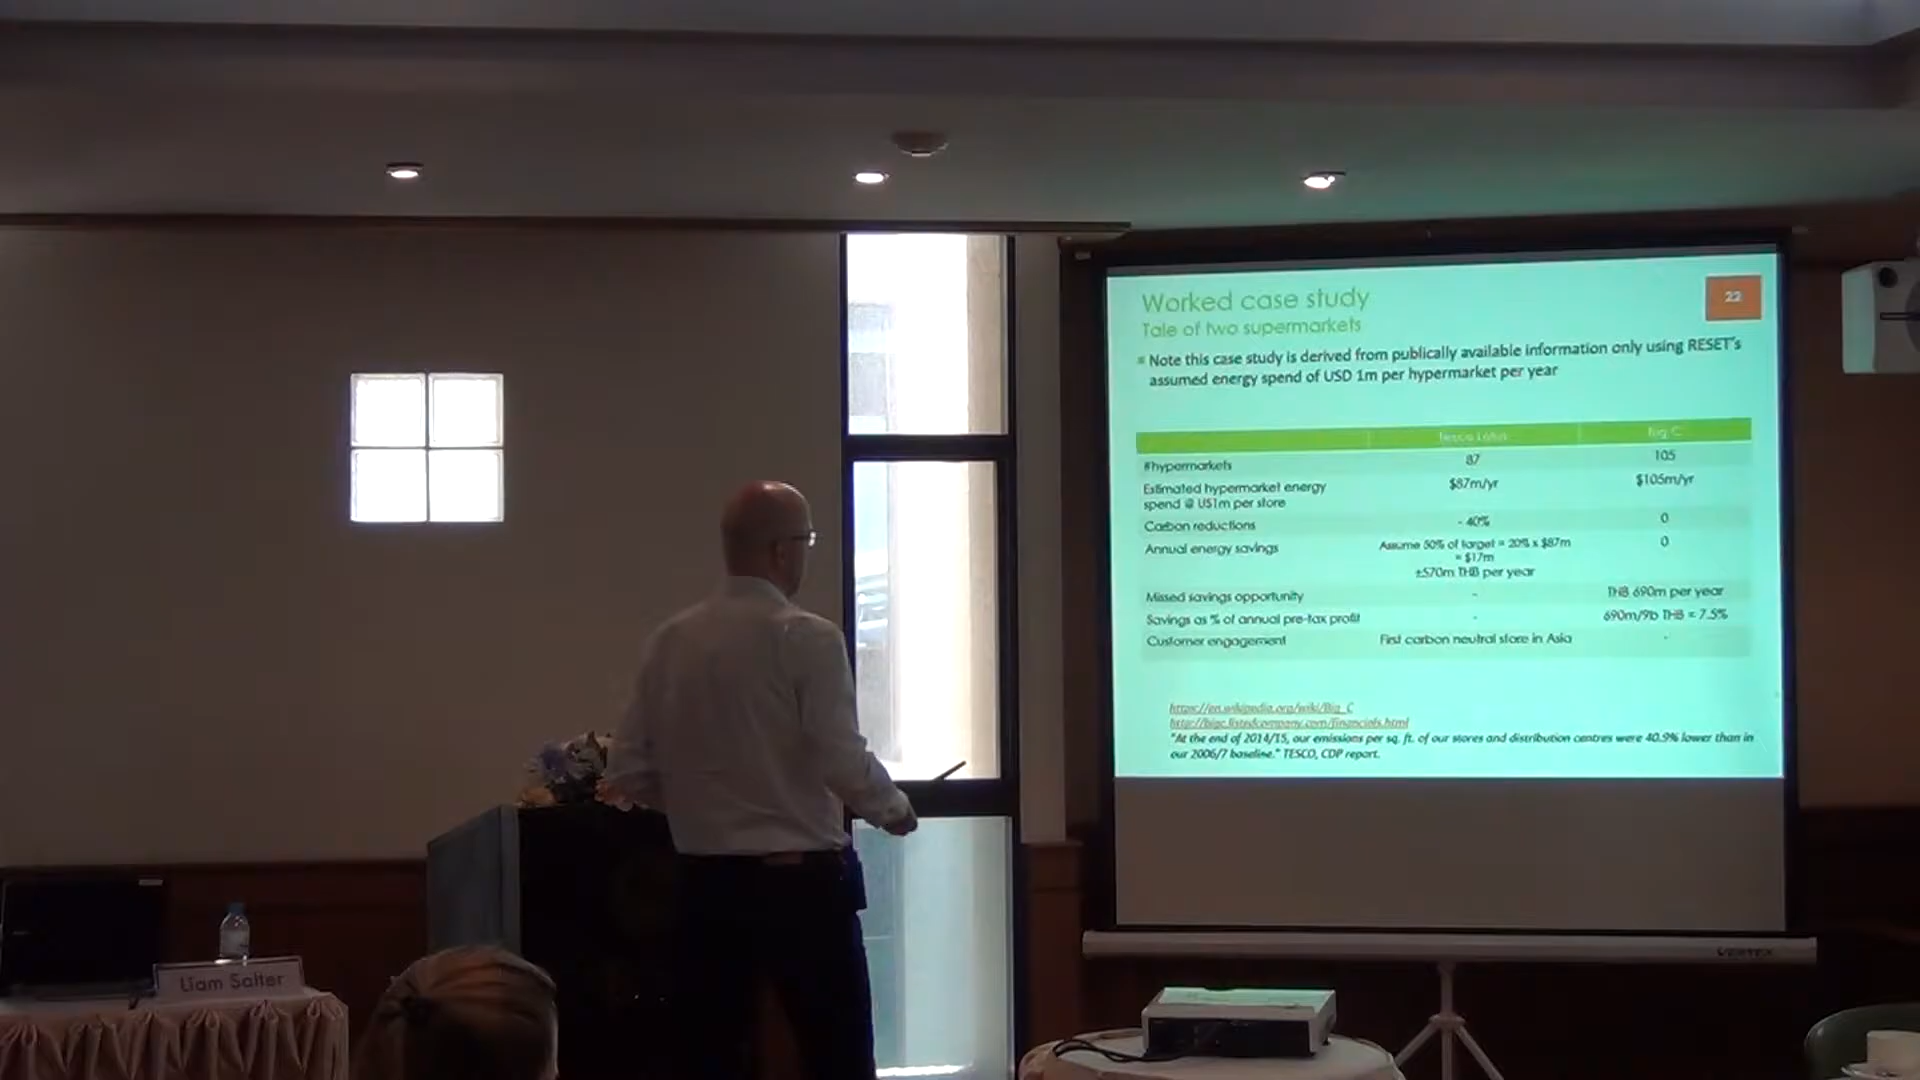 Worked case study
22
Tale of two supermarkets
Note this case study is derived from publically available information only using RESET's
assumed energy spend of USD 1m per hypermarket per year
Tesco Lotus Big C
#hypermarkets 87 105
Estimated hypermarket energy
spend @ US1m per store $87m/yr $105m/yr
Carbon reductions - 40% 0
Annual energy savings Assume 50% of target = 20% x $87m 0
= $17m
±570m THB per year
Missed savings opportunity - THB 690m per year
Savings as % of annual pre-tax profit - 690m/9b THB = 7.5%
Customer engagement First carbon neutral store in Asia -
https://en.wikipedia.org/wiki/Big_C
http://bigc.listedcompany.com/financials.html
"At the end of 2014/15, our emissions per sq. ft. of our stores and distribution centres were 40.9% lower than in
our 2006/7 baseline." TESCO, CDP report.
VERTEX
Liam Salter